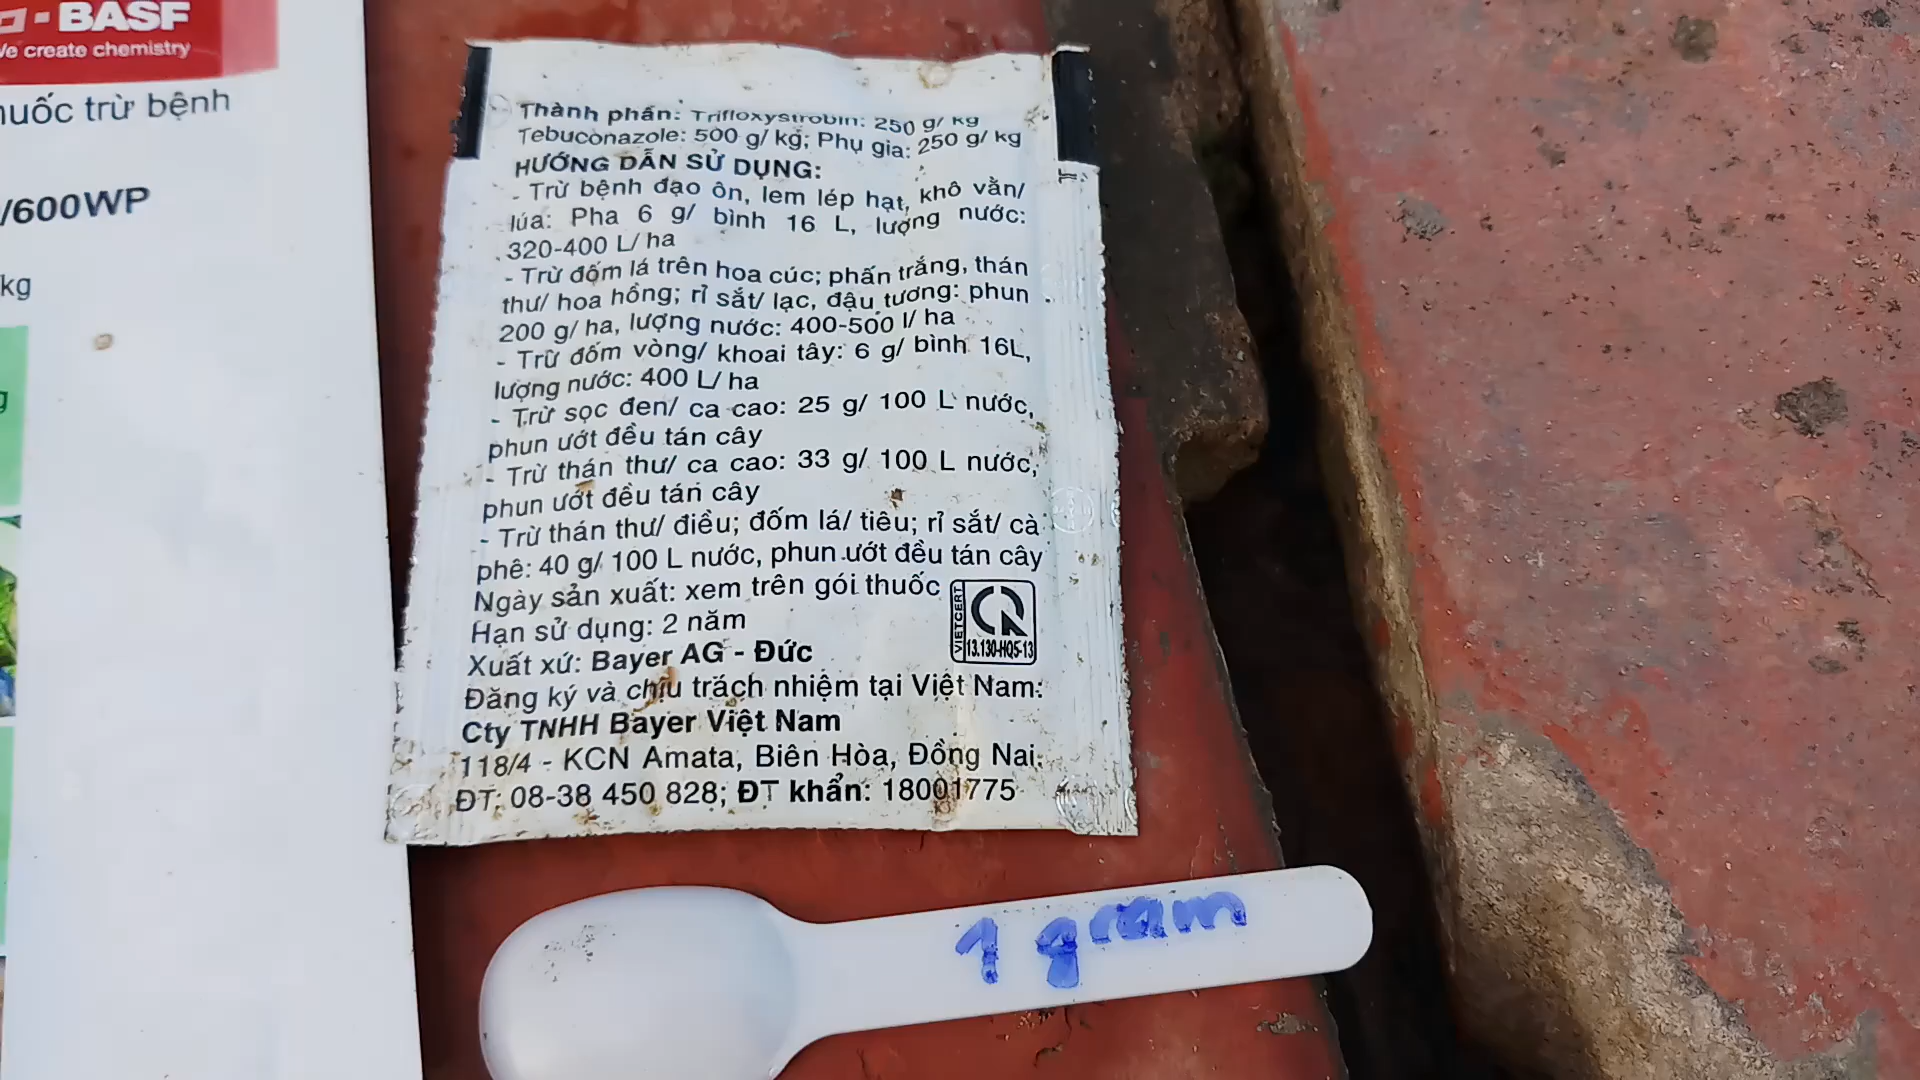 BASF
We create chemistry
thuốc trừ bệnh
/600WP
kg
g
Thành phần: Trifloxystrobin: 250 g/ kg
Tebuconazole: 500 g/ kg; Phụ gia: 250 g/ kg
HƯỚNG DẪN SỬ DỤNG:
- Trừ bệnh đạo ôn, lem lép hạt, khô vằn/
lúa: Pha 6 g/ bình 16 L, lượng nước:
320-400 L/ ha
- Trừ đốm lá trên hoa cúc; phấn trắng, thán
thư/ hoa hồng; rỉ sắt/ lạc, đậu tương: phun
200 g/ ha, lượng nước: 400-500 l/ ha
- Trừ đốm vòng/ khoai tây: 6 g/ bình 16L,
lượng nước: 400 L/ ha
- Trừ sọc đen/ ca cao: 25 g/ 100 L nước,
phun ướt đều tán cây
- Trừ thán thư/ ca cao: 33 g/ 100 L nước,
phun ướt đều tán cây
- Trừ thán thư/ điều; đốm lá/ tiêu; rỉ sắt/ cà
phê: 40 g/ 100 L nước, phun ướt đều tán cây
Ngày sản xuất: xem trên gói thuốc
Hạn sử dụng: 2 năm
VIETCERT
13.130-HQ5-13
Xuất xứ: Bayer AG - Đức
Đăng ký và chịu trách nhiệm tại Việt Nam:
Cty TNHH Bayer Việt Nam
118/4 - KCN Amata, Biên Hòa, Đồng Nai.
ĐT: 08-38 450 828; ĐT khẩn: 18001775
1 gram